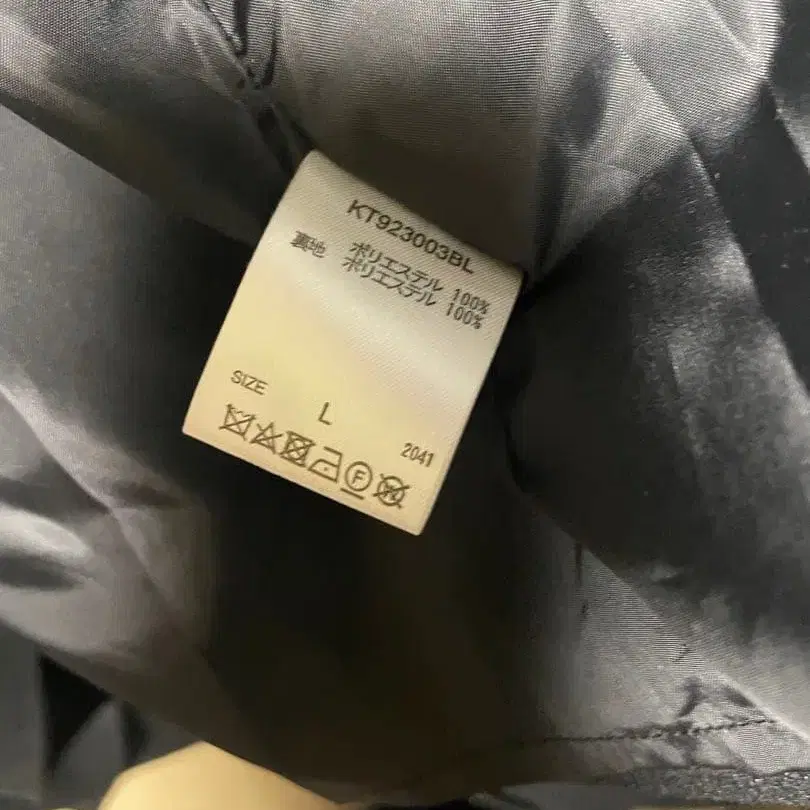 KT923003BL
ポリエステル 100%
裏地 ポリエステル 100%
SIZE
L
2041
F
W